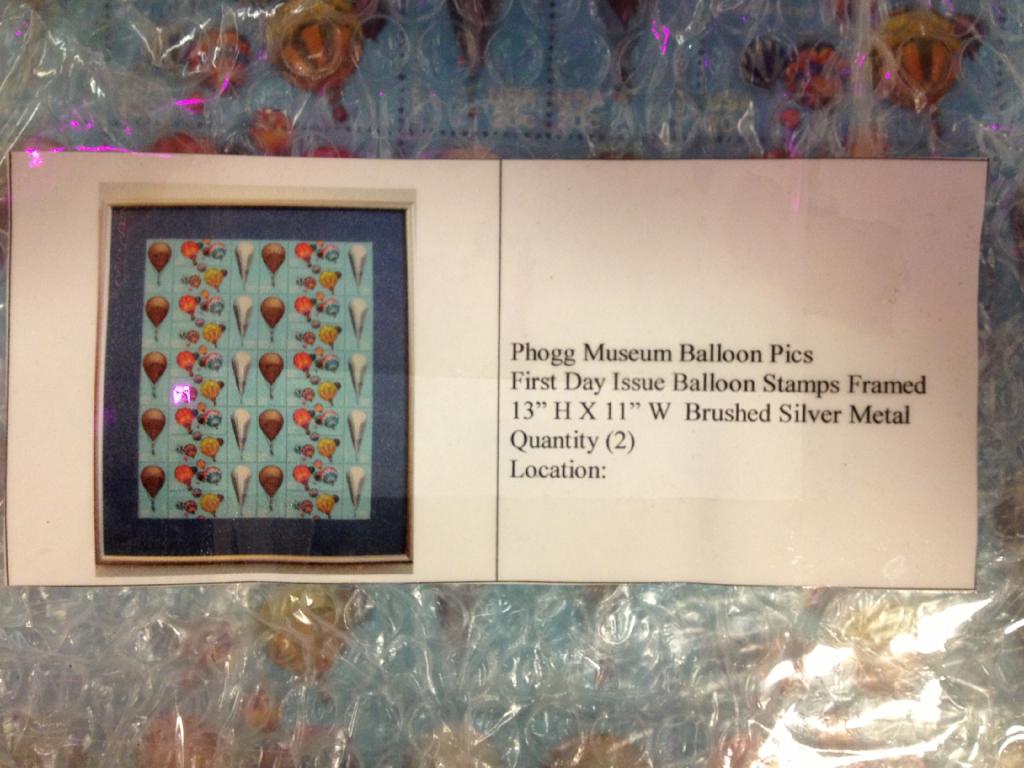 Phogg Museum Balloon Pics
First Day Issue Balloon Stamps Framed
13” H X 11” W  Brushed Silver Metal
Quantity (2)
Location: